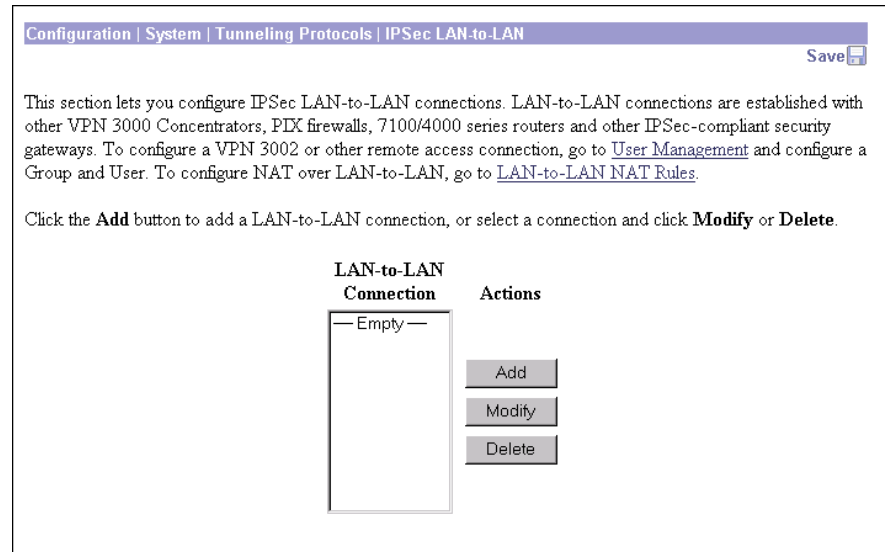 Configuration | System | Tunneling Protocols | IPSec LAN-to-LAN
Save
This section lets you configure IPSec LAN-to-LAN connections. LAN-to-LAN connections are established with
other VPN 3000 Concentrators, PIX firewalls, 7100/4000 series routers and other IPSec-compliant security
gateways. To configure a VPN 3002 or other remote access connection, go to User Management and configure a
Group and User. To configure NAT over LAN-to-LAN, go to LAN-to-LAN NAT Rules.
Click the Add button to add a LAN-to-LAN connection, or select a connection and click Modify or Delete.
LAN-to-LAN
Connection
Actions
— Empty —
Add
Modify
Delete